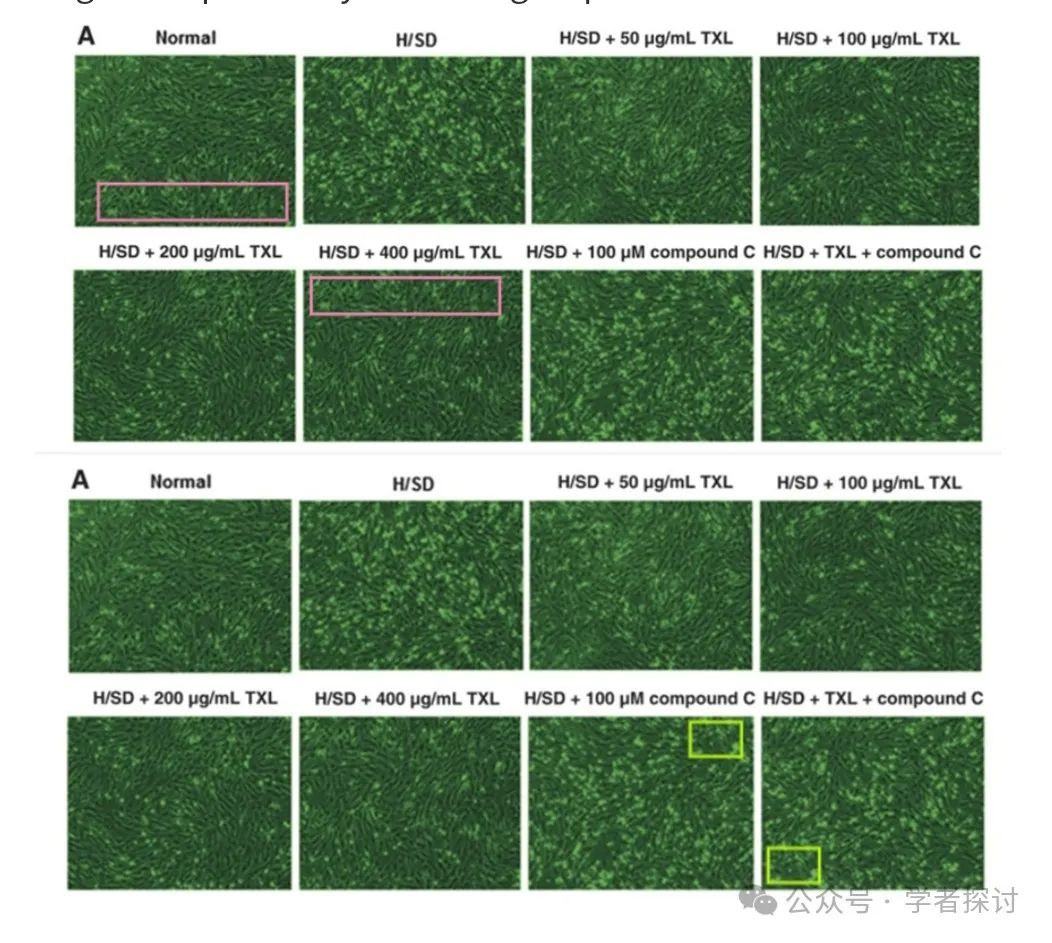 A
Normal
H/SD
H/SD + 50 µg/mL TXL
H/SD + 100 µg/mL TXL
H/SD + 200 µg/mL TXL
H/SD + 400 µg/mL TXL
H/SD + 100 µM compound C
H/SD + TXL + compound C
A
Normal
H/SD
H/SD + 50 µg/mL TXL
H/SD + 100 µg/mL TXL
H/SD + 200 µg/mL TXL
H/SD + 400 µg/mL TXL
H/SD + 100 µM compound C
H/SD + TXL + compound C
公众号 · 学者探讨